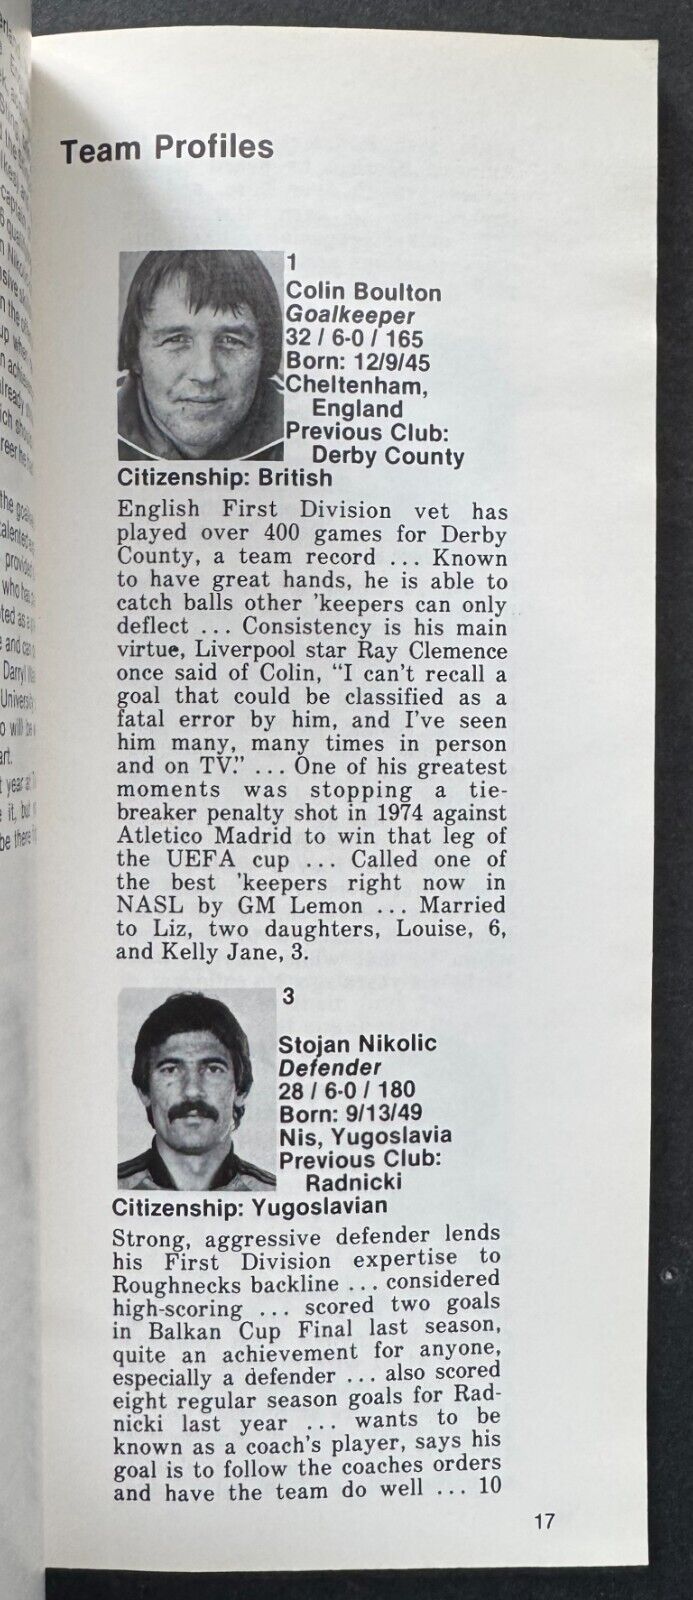 Team Profiles
1
Colin Boulton
Goalkeeper
32 / 6-0 / 165
Born: 12/9/45
Cheltenham,
England
Previous Club:
Derby County
Citizenship: British
English First Division vet has
played over 400 games for Derby
County, a team record ... Known
to have great hands, he is able to
catch balls other 'keepers can only
deflect ... Consistency is his main
virtue, Liverpool star Ray Clemence
once said of Colin, "I can't recall a
goal that could be classified as a
fatal error by him, and I've seen
him many, many times in person
and on TV." ... One of his greatest
moments was stopping a tie-
breaker penalty shot in 1974 against
Atletico Madrid to win that leg of
the UEFA cup ... Called one of
the best 'keepers right now in
NASL by GM Lemon ... Married
to Liz, two daughters, Louise, 6,
and Kelly Jane, 3.
3
Stojan Nikolic
Defender
28 / 6-0 / 180
Born: 9/13/49
Nis, Yugoslavia
Previous Club:
Radnicki
Citizenship: Yugoslavian
Strong, aggressive defender lends
his First Division expertise to
Roughnecks backline ... considered
high-scoring ... scored two goals
in Balkan Cup Final last season,
quite an achievement for anyone,
especially a defender ... also scored
eight regular season goals for Rad-
nicki last year ... wants to be
known as a coach's player, says his
goal is to follow the coaches orders
and have the team do well ... 10
17